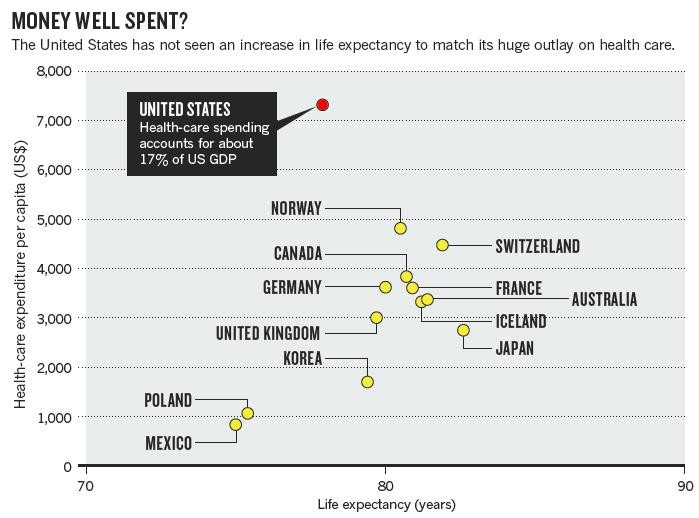 MONEY WELL SPENT?
The United States has not seen an increase in life expectancy to match its huge outlay on health care.
8,000
7,000
6,000
5,000
4,000
3,000
2,000
1,000
0
Health-care expenditure per capita (US$)
UNITED STATES
Health-care spending
accounts for about
17% of US GDP
NORWAY
SWITZERLAND
CANADA
GERMANY
FRANCE
AUSTRALIA
ICELAND
UNITED KINGDOM
JAPAN
KOREA
POLAND
MEXICO
70
80
90
Life expectancy (years)